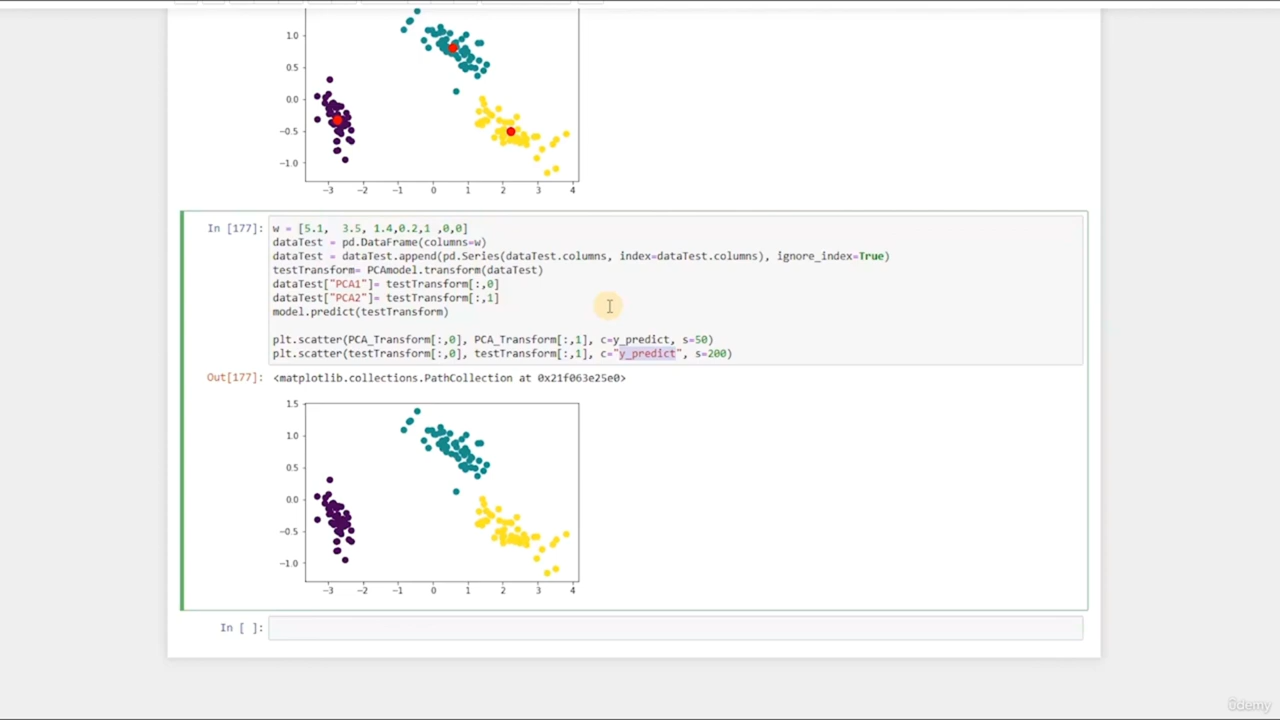 1.0
0.5
0.0
−0.5
−1.0
−3 −2 −1 0 1 2 3 4
In [177]:
w = [5.1,  3.5, 1.4,0.2,1 ,0,0]
dataTest = pd.DataFrame(columns=w)
dataTest = dataTest.append(pd.Series(dataTest.columns, index=dataTest.columns), ignore_index=True)
testTransform= PCAmodel.transform(dataTest)
dataTest["PCA1"]= testTransform[:,0]
dataTest["PCA2"]= testTransform[:,1]
model.predict(testTransform)
plt.scatter(PCA_Transform[:,0], PCA_Transform[:,1], c=y_predict, s=50)
plt.scatter(testTransform[:,0], testTransform[:,1], c="y_predict", s=200)
Out[177]: <matplotlib.collections.PathCollection at 0x21f063e25e0>
1.5
1.0
0.5
0.0
−0.5
−1.0
−3 −2 −1 0 1 2 3 4
In [ ]:
ûdemy